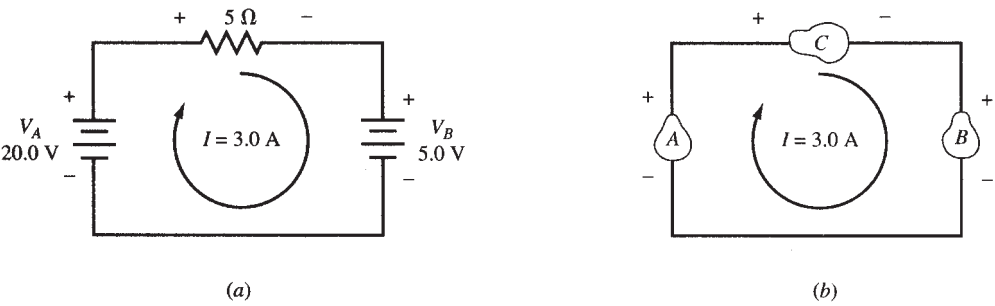 + 5 Ω −
+
V_A
20.0 V
−
I = 3.0 A
+
V_B
5.0 V
−
(a)
+ −
C
+
A
−
I = 3.0 A
+
B
−
(b)